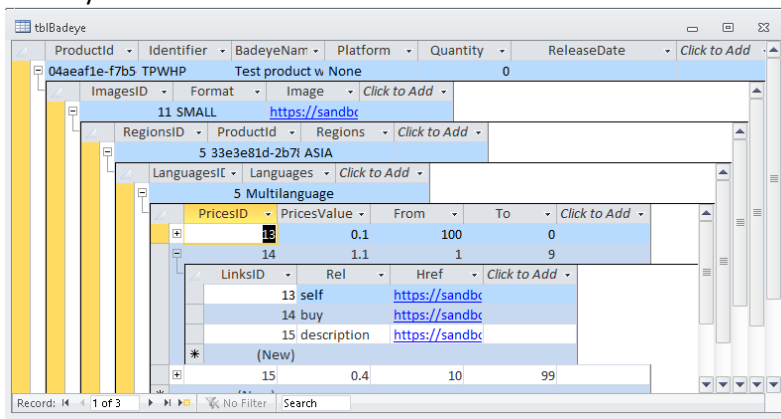 tblBadeye
ProductId Identifier BadeyeNam Platform Quantity ReleaseDate Click to Add
04aeaf1e-f7b5 TPWHP Test product w None 0
ImagesID Format Image Click to Add
11 SMALL https://sandbc
RegionsID ProductId Regions Click to Add
5 33e3e81d-2b78 ASIA
LanguagesID Languages Click to Add
5 Multilanguage
PricesID PricesValue From To Click to Add
13 0.1 100 0
14 1.1 1 9
LinksID Rel Href Click to Add
13 self https://sandbc
14 buy https://sandbc
15 description https://sandbc
* (New)
15 0.4 10 99
Record: 1 of 3 No Filter Search